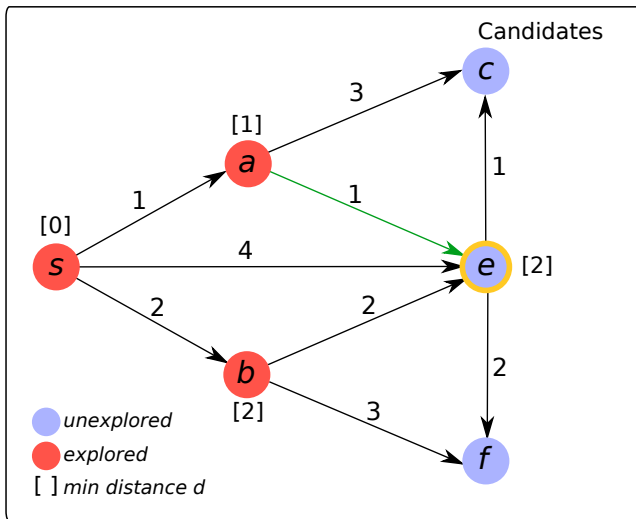 Candidates
c
3
[1]
a
1
1
1
[0]
s
4
e
[2]
2
2
b
[2]
3
2
f
unexplored
explored
[ ] min distance d